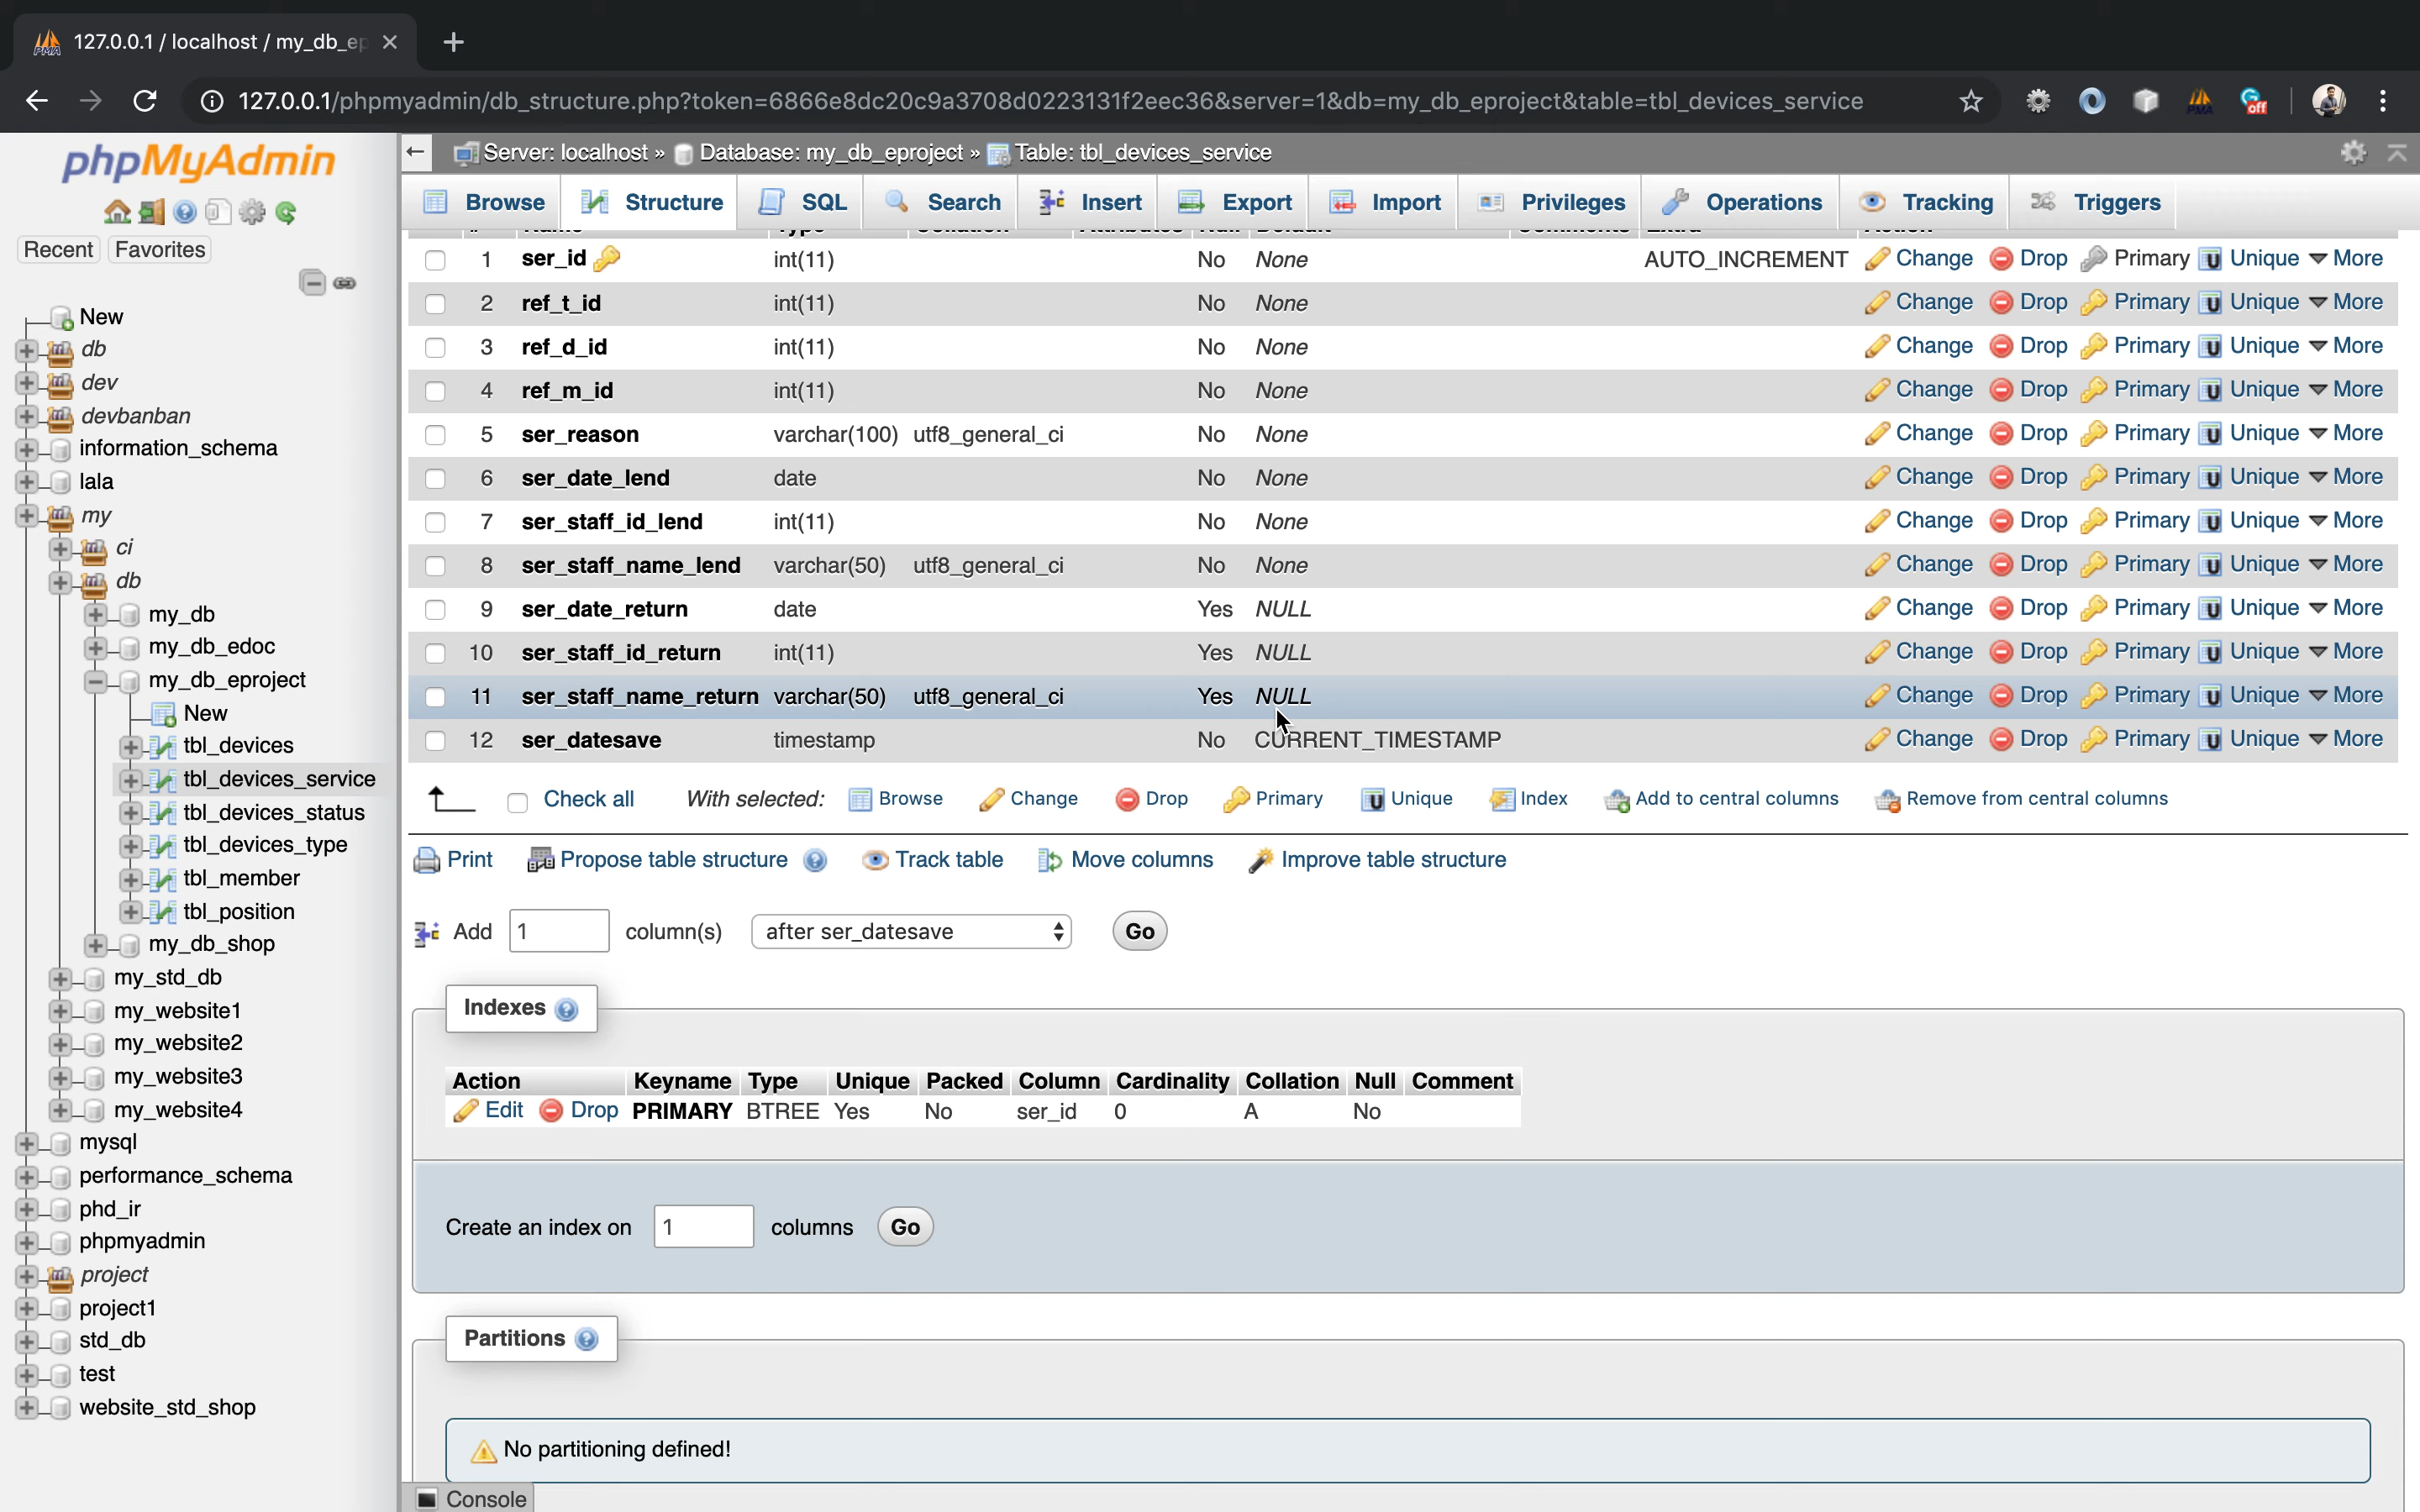 127.0.0.1 / localhost / my_db_ep
127.0.0.1/phpmyadmin/db_structure.php?token=6866e8dc20c9a3708d0223131f2eec36&server=1&db=my_db_eproject&table=tbl_devices_service
off
phpMyAdmin
Recent Favorites
New
db
dev
devbanban
information_schema
lala
my
ci
db
my_db
my_db_edoc
my_db_eproject
New
tbl_devices
tbl_devices_service
tbl_devices_status
tbl_devices_type
tbl_member
tbl_position
my_db_shop
my_std_db
my_website1
my_website2
my_website3
my_website4
mysql
performance_schema
phd_ir
phpmyadmin
project
project1
std_db
test
website_std_shop
Server: localhost » Database: my_db_eproject » Table: tbl_devices_service
Browse Structure SQL Search Insert Export Import Privileges Operations Tracking Triggers
1 ser_id int(11) No None AUTO_INCREMENT Change Drop Primary Unique More
2 ref_t_id int(11) No None Change Drop Primary Unique More
3 ref_d_id int(11) No None Change Drop Primary Unique More
4 ref_m_id int(11) No None Change Drop Primary Unique More
5 ser_reason varchar(100) utf8_general_ci No None Change Drop Primary Unique More
6 ser_date_lend date No None Change Drop Primary Unique More
7 ser_staff_id_lend int(11) No None Change Drop Primary Unique More
8 ser_staff_name_lend varchar(50) utf8_general_ci No None Change Drop Primary Unique More
9 ser_date_return date Yes NULL Change Drop Primary Unique More
10 ser_staff_id_return int(11) Yes NULL Change Drop Primary Unique More
11 ser_staff_name_return varchar(50) utf8_general_ci Yes NULL Change Drop Primary Unique More
12 ser_datesave timestamp No CURRENT_TIMESTAMP Change Drop Primary Unique More
Check all With selected: Browse Change Drop Primary Unique Index Add to central columns Remove from central columns
Print Propose table structure Track table Move columns Improve table structure
Add 1 column(s) after ser_datesave Go
Indexes
Action Keyname Type Unique Packed Column Cardinality Collation Null Comment
Edit Drop PRIMARY BTREE Yes No ser_id 0 A No
Create an index on 1 columns Go
Partitions
No partitioning defined!
Console